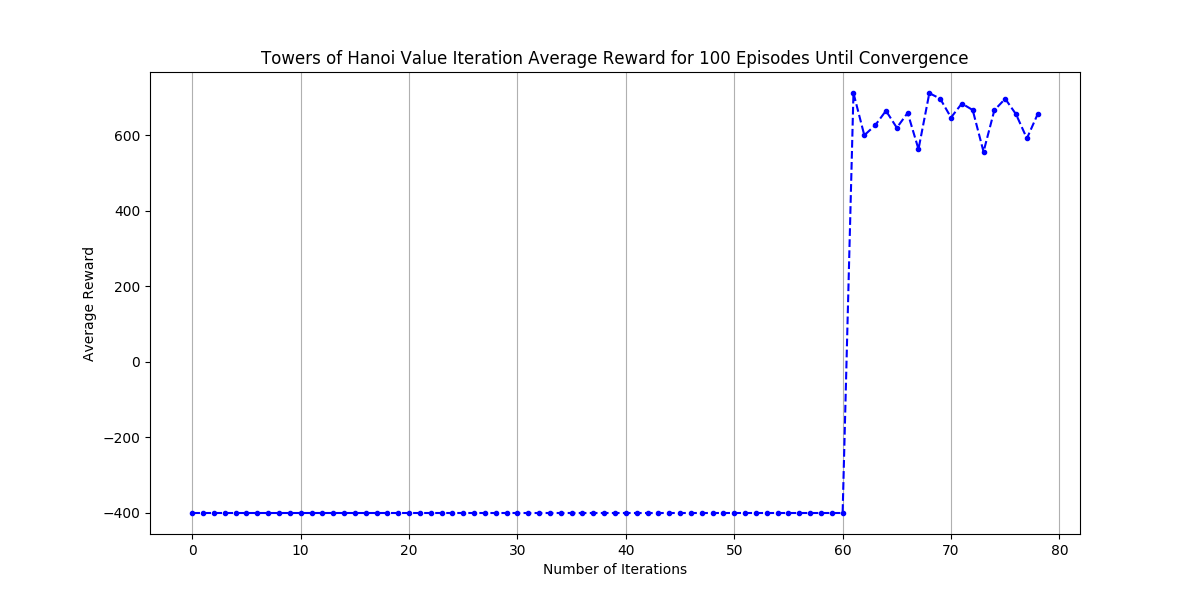 Towers of Hanoi Value Iteration Average Reward for 100 Episodes Until Convergence
600
400
200
0
−200
−400
Average Reward
0 10 20 30 40 50 60 70 80
Number of Iterations